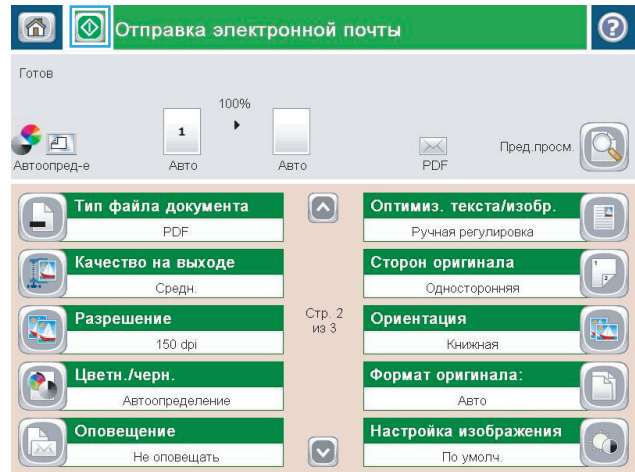 Отправка электронной почты
Готов
100%
1
Автоопред-е
Авто
Авто
PDF
Пред.просм.
Тип файла документа
PDF
Качество на выходе
Средн.
Разрешение
150 dpi
Цветн./черн.
Автоопределение
Оповещение
Не оповещать
Стр. 2
из 3
Оптимиз. текста/изобр.
Ручная регулировка
Сторон оригинала
1
2
Односторонняя
Ориентация
Книжная
Формат оригинала:
Авто
Настройка изображения
По умолч.